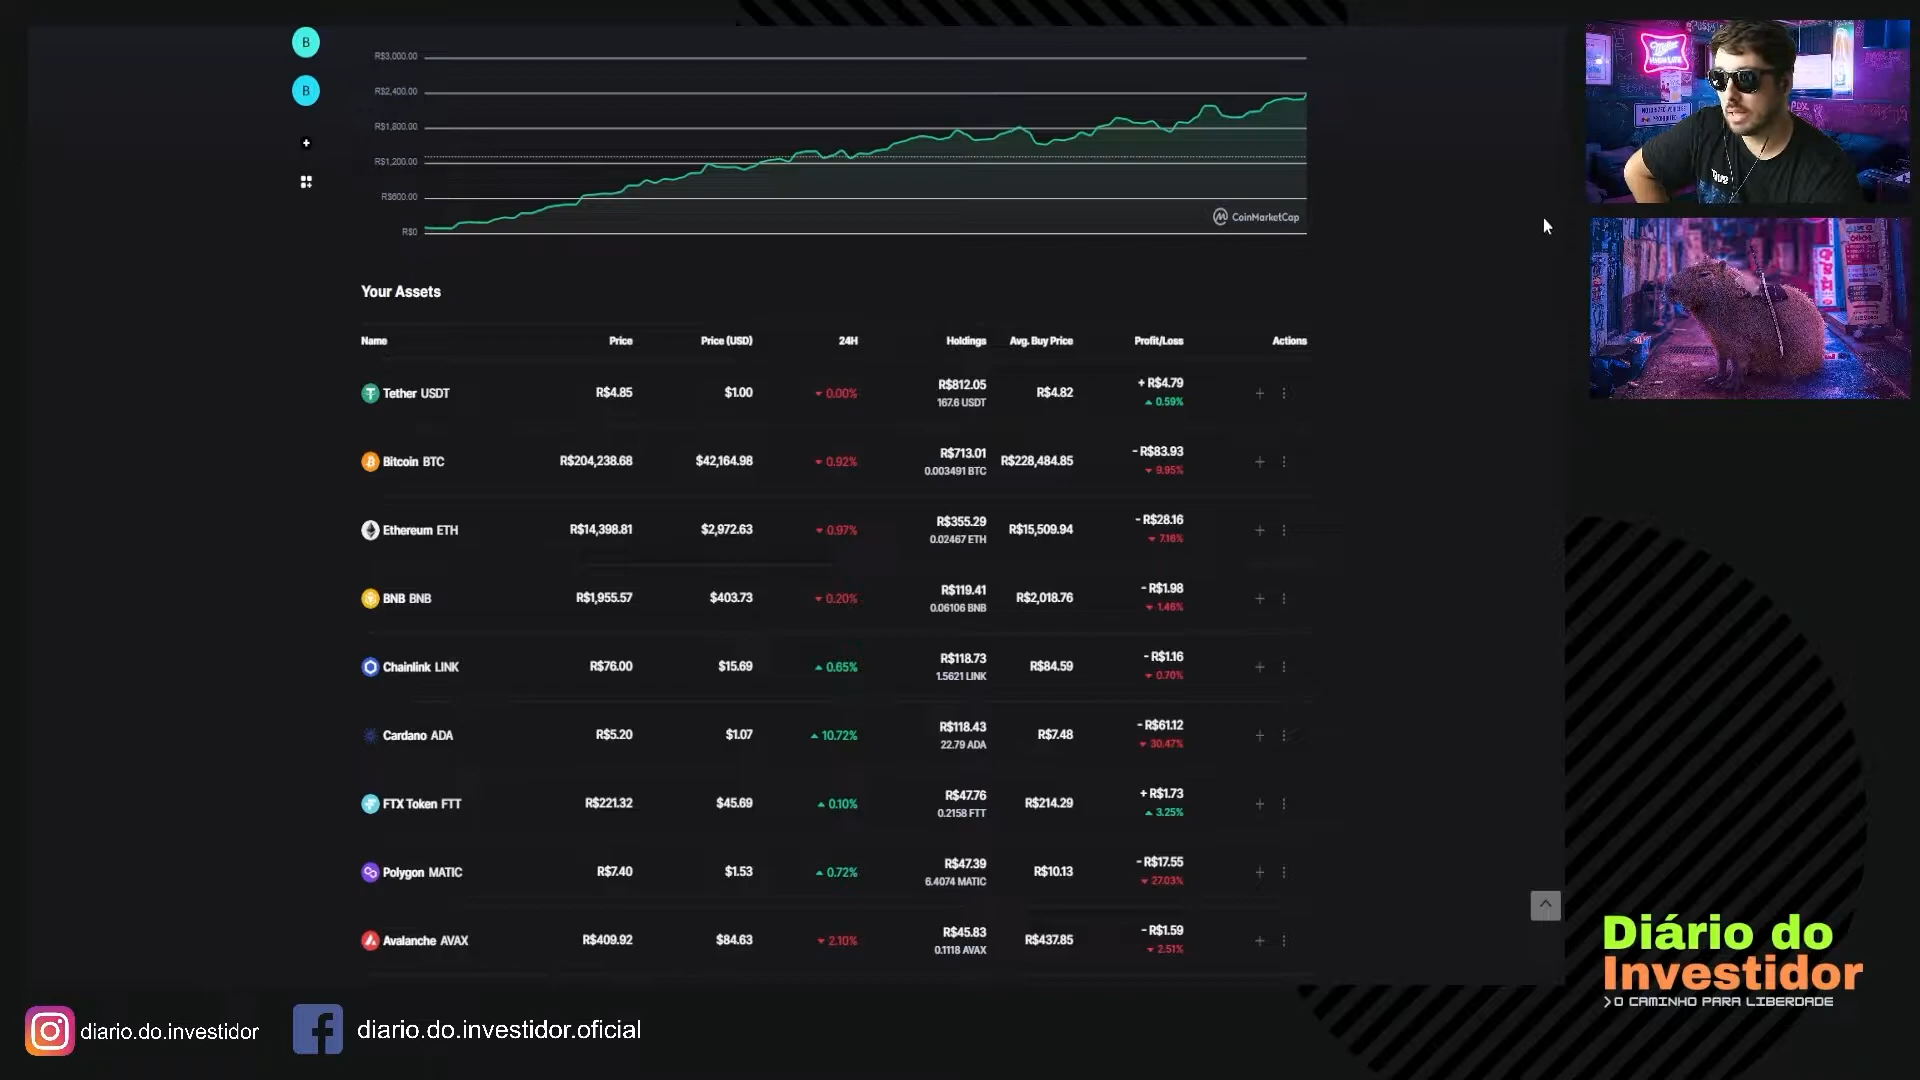 B
R$3,000.00
B
R$2,400.00
R$1,800.00
R$1,200.00
R$600.00
R$0
CoinMarketCap
Your Assets
Name Price Price (USD) 24H Holdings Avg. Buy Price Profit/Loss Actions
Tether USDT R$4.85 $1.00 0.00% R$812.05 R$4.82 + R$4.79
167.6 USDT 0.59%
Bitcoin BTC R$204,238.68 $42,164.98 0.92% R$713.01 R$228,484.85 - R$83.93
0.003491 BTC 9.95%
Ethereum ETH R$14,398.81 $2,972.63 0.97% R$355.29 R$15,509.94 - R$28.16
0.02467 ETH 7.16%
BNB BNB R$1,955.57 $403.73 0.20% R$119.41 R$2,018.76 - R$1.98
0.06106 BNB 1.46%
Chainlink LINK R$76.00 $15.69 0.65% R$118.73 R$84.59 - R$1.16
1.5621 LINK 0.70%
Cardano ADA R$5.20 $1.07 10.72% R$118.43 R$7.48 - R$61.12
22.79 ADA 30.47%
FTX Token FTT R$221.32 $45.69 0.10% R$47.76 R$214.29 + R$1.73
0.2158 FTT 3.25%
Polygon MATIC R$7.40 $1.53 0.72% R$47.39 R$10.13 - R$17.55
6.4074 MATIC 27.03%
Avalanche AVAX R$409.92 $84.63 2.10% R$45.83 R$437.85 - R$1.59
0.1118 AVAX 2.51%
Diário do
Investidor
>O CAMINHO PARA LIBERDADE
diario.do.investidor
diario.do.investidor.oficial